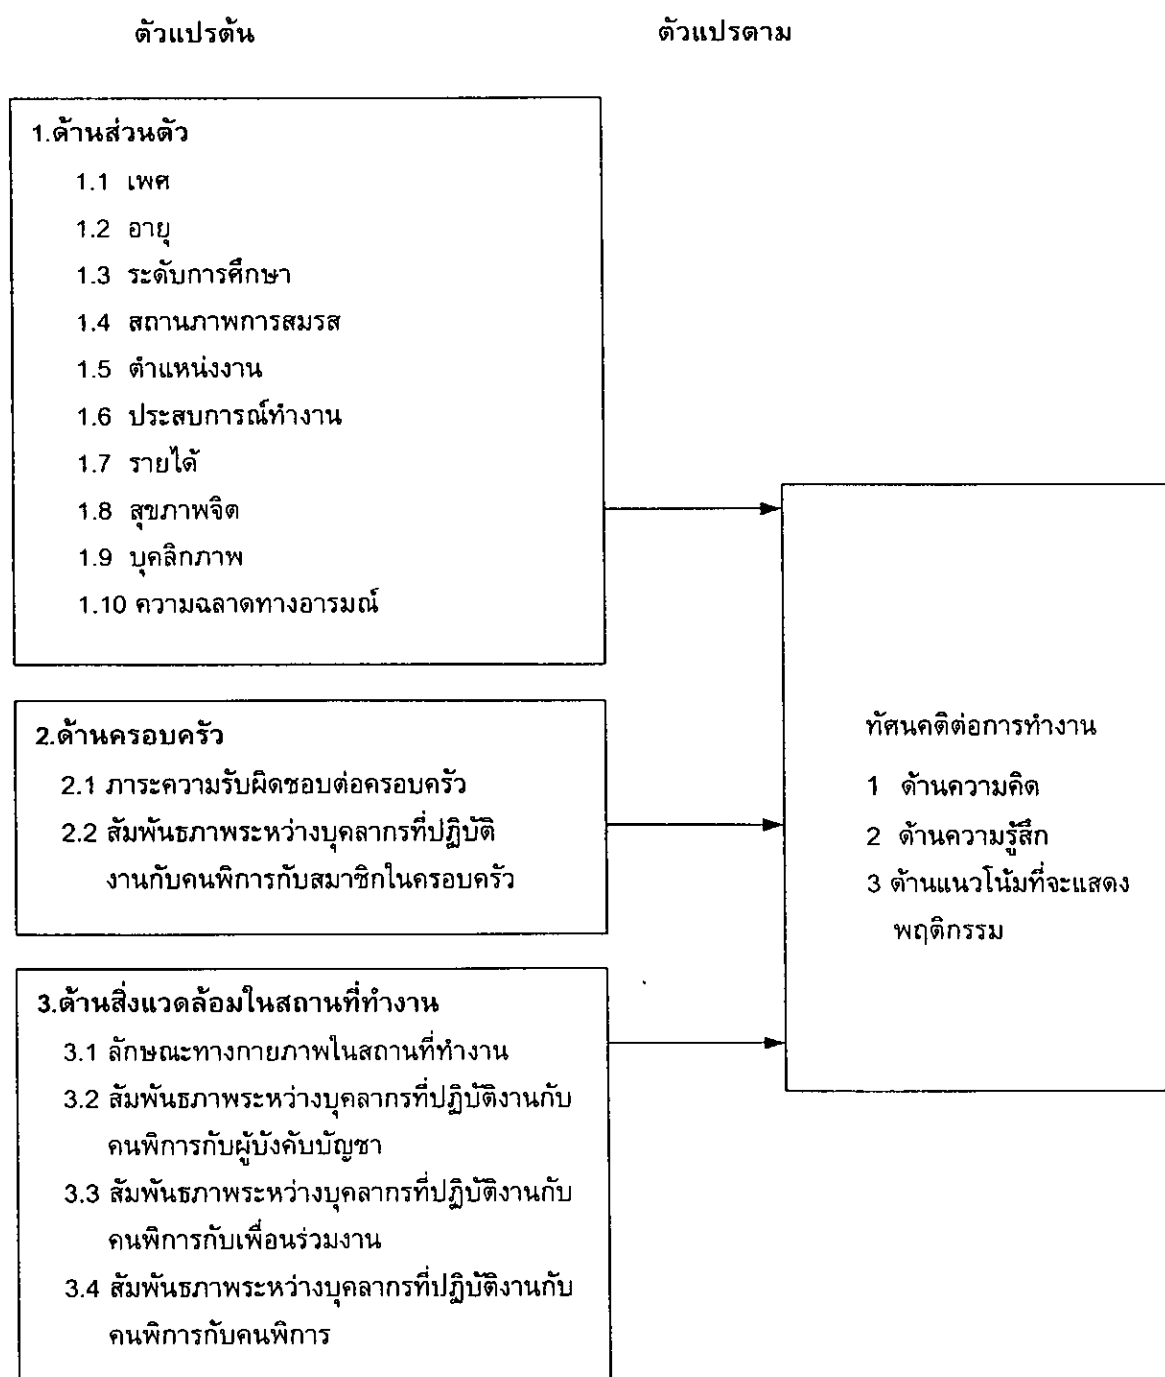 ตัวแปรต้น
ตัวแปรตาม
1.ด้านส่วนตัว
1.1 เพศ
1.2 อายุ
1.3 ระดับการศึกษา
1.4 สถานภาพการสมรส
1.5 ตำแหน่งงาน
1.6 ประสบการณ์ทำงาน
1.7 รายได้
1.8 สุขภาพจิต
1.9 บุคลิกภาพ
1.10 ความฉลาดทางอารมณ์
2.ด้านครอบครัว
2.1 ภาระความรับผิดชอบต่อครอบครัว
2.2 สัมพันธภาพระหว่างบุคลากรที่ปฏิบัติ
งานกับคนพิการกับสมาชิกในครอบครัว
3.ด้านสิ่งแวดล้อมในสถานที่ทำงาน
3.1 ลักษณะทางกายภาพในสถานที่ทำงาน
3.2 สัมพันธภาพระหว่างบุคลากรที่ปฏิบัติงานกับ
คนพิการกับผู้บังคับบัญชา
3.3 สัมพันธภาพระหว่างบุคลากรที่ปฏิบัติงานกับ
คนพิการกับเพื่อนร่วมงาน
3.4 สัมพันธภาพระหว่างบุคลากรที่ปฏิบัติงานกับ
คนพิการกับคนพิการ
ทัศนคติต่อการทำงาน
1 ด้านความคิด
2 ด้านความรู้สึก
3 ด้านแนวโน้มที่จะแสดง
พฤติกรรม